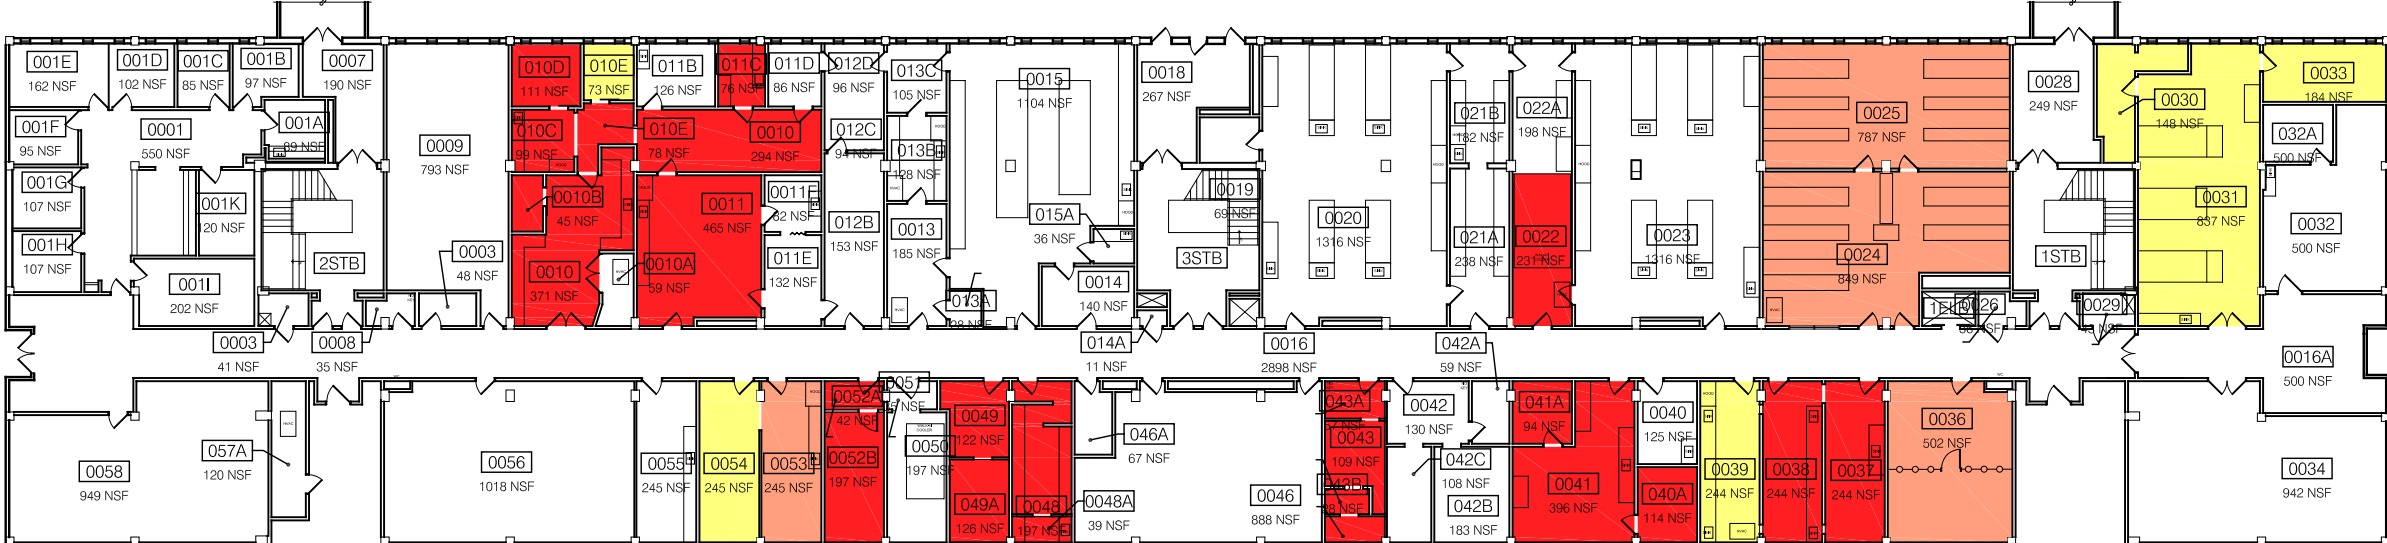 001E
162 NSF
001D
102 NSF
001C
85 NSF
001B
97 NSF
0007
190 NSF
001F
95 NSF
0001
550 NSF
001A
89 NSF
001G
107 NSF
001K
120 NSF
001H
107 NSF
001I
202 NSF
2STB
0009
793 NSF
0003
48 NSF
0003
41 NSF
0008
35 NSF
010D
111 NSF
010E
73 NSF
011B
126 NSF
011C
76 NSF
011D
86 NSF
012D
96 NSF
013C
105 NSF
010C
99 NSF
010E
78 NSF
0010
294 NSF
012C
94 NSF
013B
128 NSF
0010B
45 NSF
0011
465 NSF
0011F
82 NSF
012B
153 NSF
0013
185 NSF
0010
371 NSF
0010A
59 NSF
011E
132 NSF
013A
28 NSF
0015
1104 NSF
015A
36 NSF
0014
140 NSF
014A
11 NSF
0018
267 NSF
0019
69 NSF
3STB
0016
2898 NSF
0020
1316 NSF
021B
182 NSF
021A
238 NSF
022A
198 NSF
0022
231 NSF
0023
1316 NSF
042A
59 NSF
0025
787 NSF
0024
849 NSF
0026
0028
249 NSF
1STB
0029
43 NSF
0030
148 NSF
0031
837 NSF
0033
184 NSF
032A
500 NSF
0032
500 NSF
0016A
500 NSF
0058
949 NSF
057A
120 NSF
0056
1018 NSF
0055
245 NSF
0054
245 NSF
0053
245 NSF
0052A
42 NSF
0052B
197 NSF
0051
0050
197 NSF
0049
122 NSF
049A
126 NSF
0048
197 NSF
046A
67 NSF
0048A
39 NSF
0046
888 NSF
043A
0043
109 NSF
043B
0042
130 NSF
042C
108 NSF
042B
183 NSF
041A
94 NSF
0041
396 NSF
0040
125 NSF
040A
114 NSF
0039
244 NSF
0038
244 NSF
0037
244 NSF
0036
502 NSF
0034
942 NSF